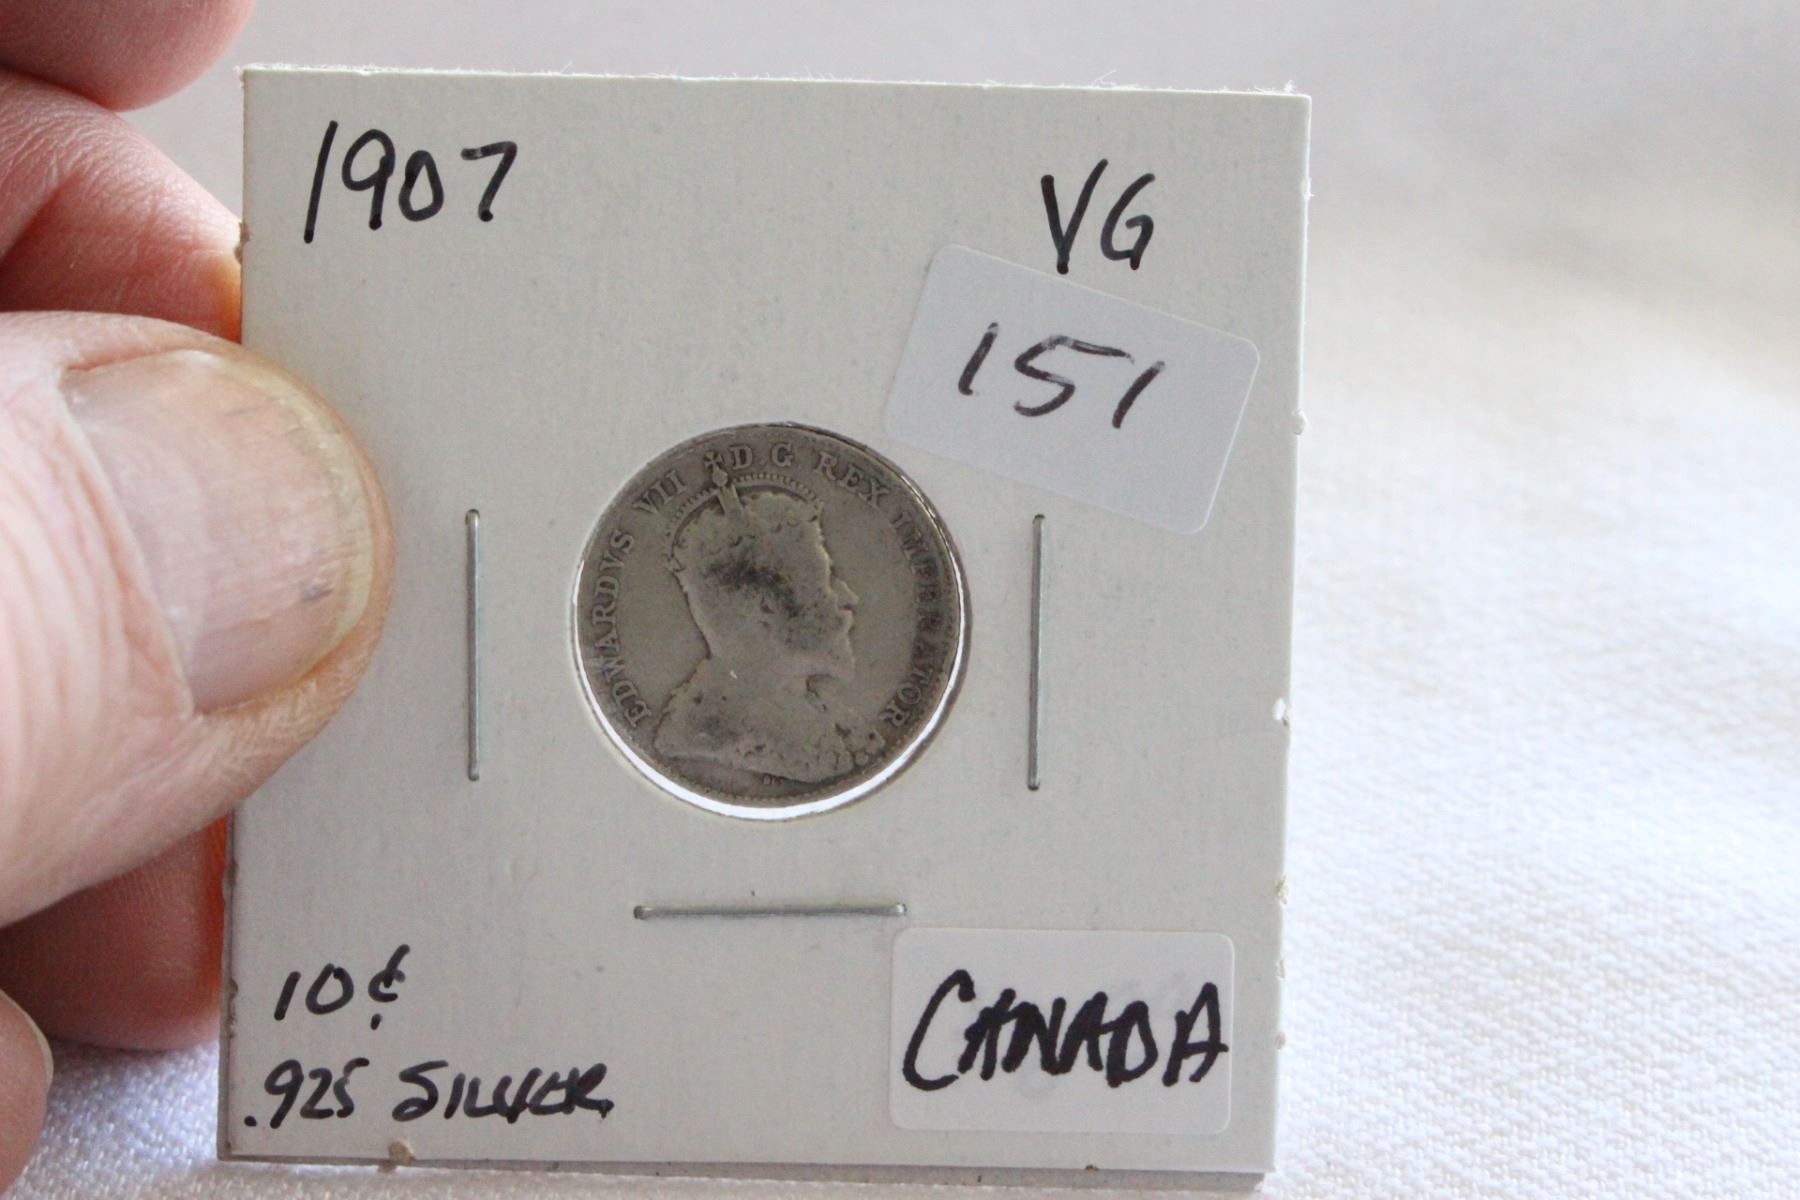 1907
VG
151
EDWARDVS VII D.G REX IMPERATOR
10¢
.925 SILVER
CANADA